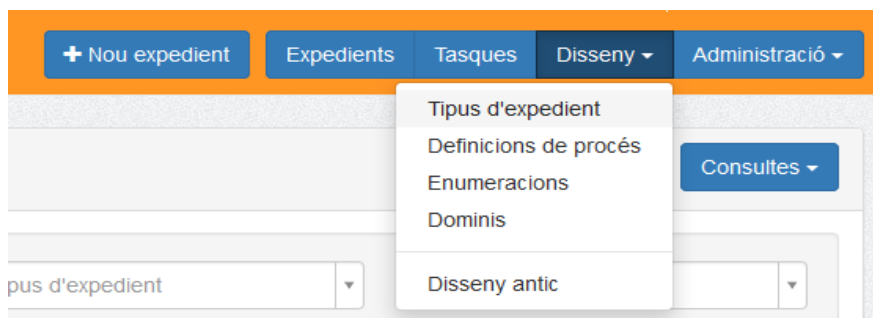 Nou expedient Expedients Tasques Disseny Administració
Tipus d'expedient
Definicions de procés
Consultes
Enumeracions
Dominis
pus d'expedient
Disseny antic